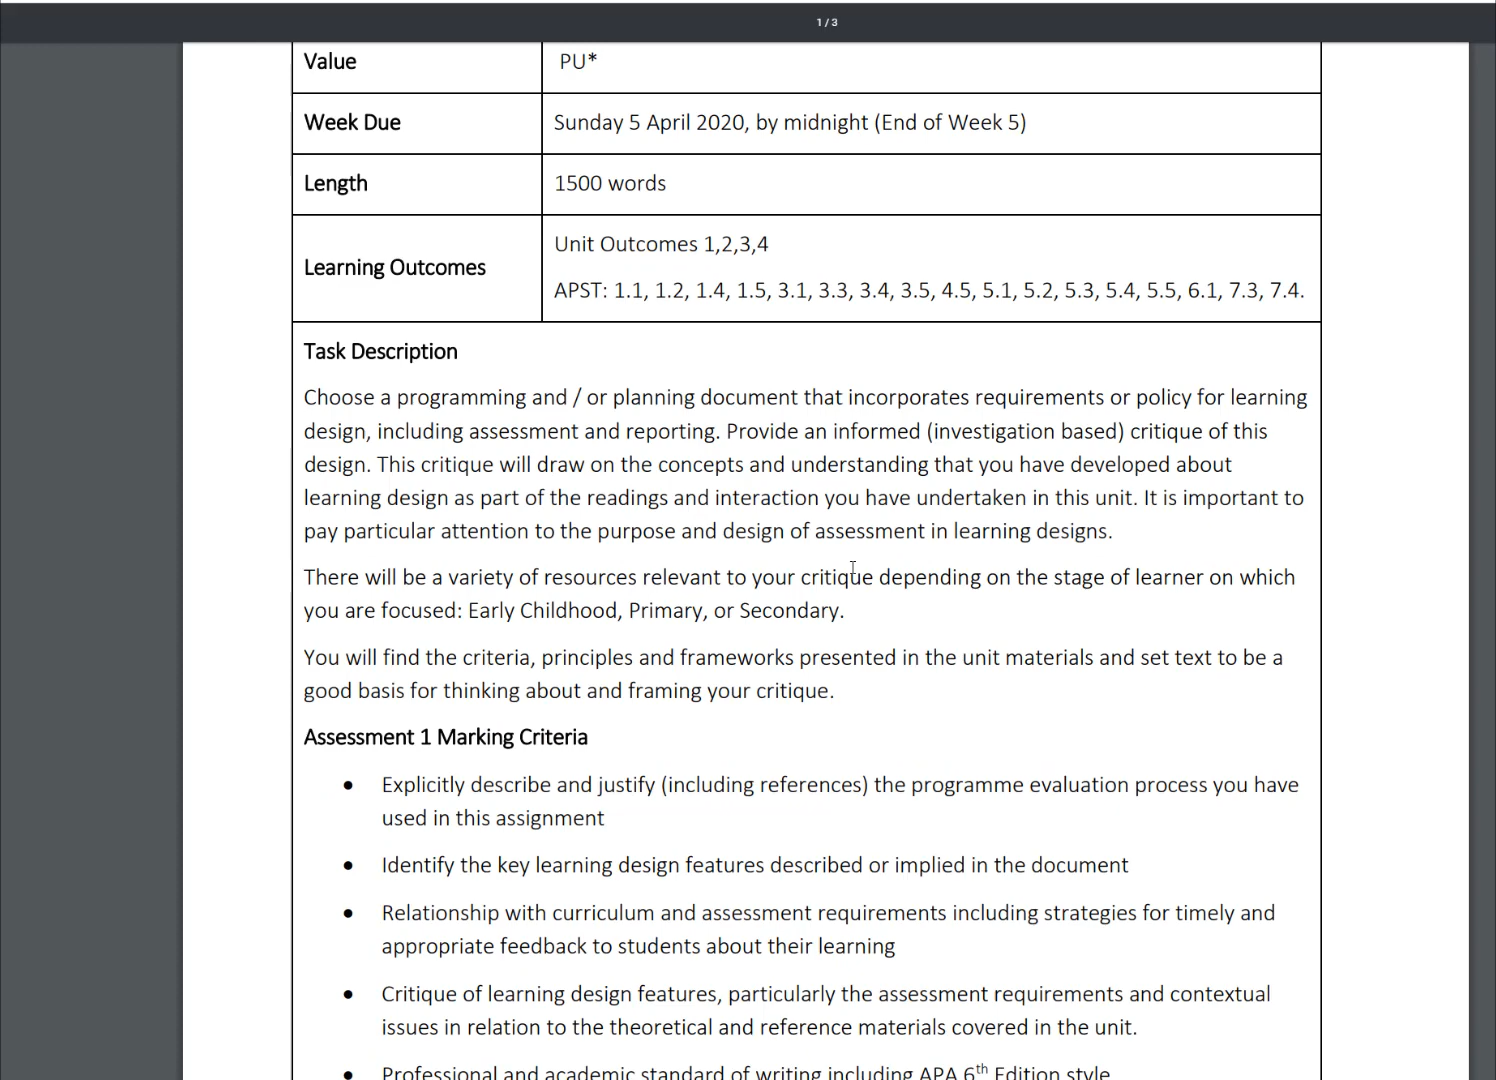 1 / 3
Value PU*
Week Due Sunday 5 April 2020, by midnight (End of Week 5)
Length 1500 words
Learning Outcomes
Unit Outcomes 1,2,3,4
APST: 1.1, 1.2, 1.4, 1.5, 3.1, 3.3, 3.4, 3.5, 4.5, 5.1, 5.2, 5.3, 5.4, 5.5, 6.1, 7.3, 7.4.
Task Description
Choose a programming and / or planning document that incorporates requirements or policy for learning
design, including assessment and reporting. Provide an informed (investigation based) critique of this
design. This critique will draw on the concepts and understanding that you have developed about
learning design as part of the readings and interaction you have undertaken in this unit. It is important to
pay particular attention to the purpose and design of assessment in learning designs.
There will be a variety of resources relevant to your critique depending on the stage of learner on which
you are focused: Early Childhood, Primary, or Secondary.
You will find the criteria, principles and frameworks presented in the unit materials and set text to be a
good basis for thinking about and framing your critique.
Assessment 1 Marking Criteria
• Explicitly describe and justify (including references) the programme evaluation process you have
used in this assignment
• Identify the key learning design features described or implied in the document
• Relationship with curriculum and assessment requirements including strategies for timely and
appropriate feedback to students about their learning
• Critique of learning design features, particularly the assessment requirements and contextual
issues in relation to the theoretical and reference materials covered in the unit.
• Professional and academic standard of writing including APA 6th Edition style